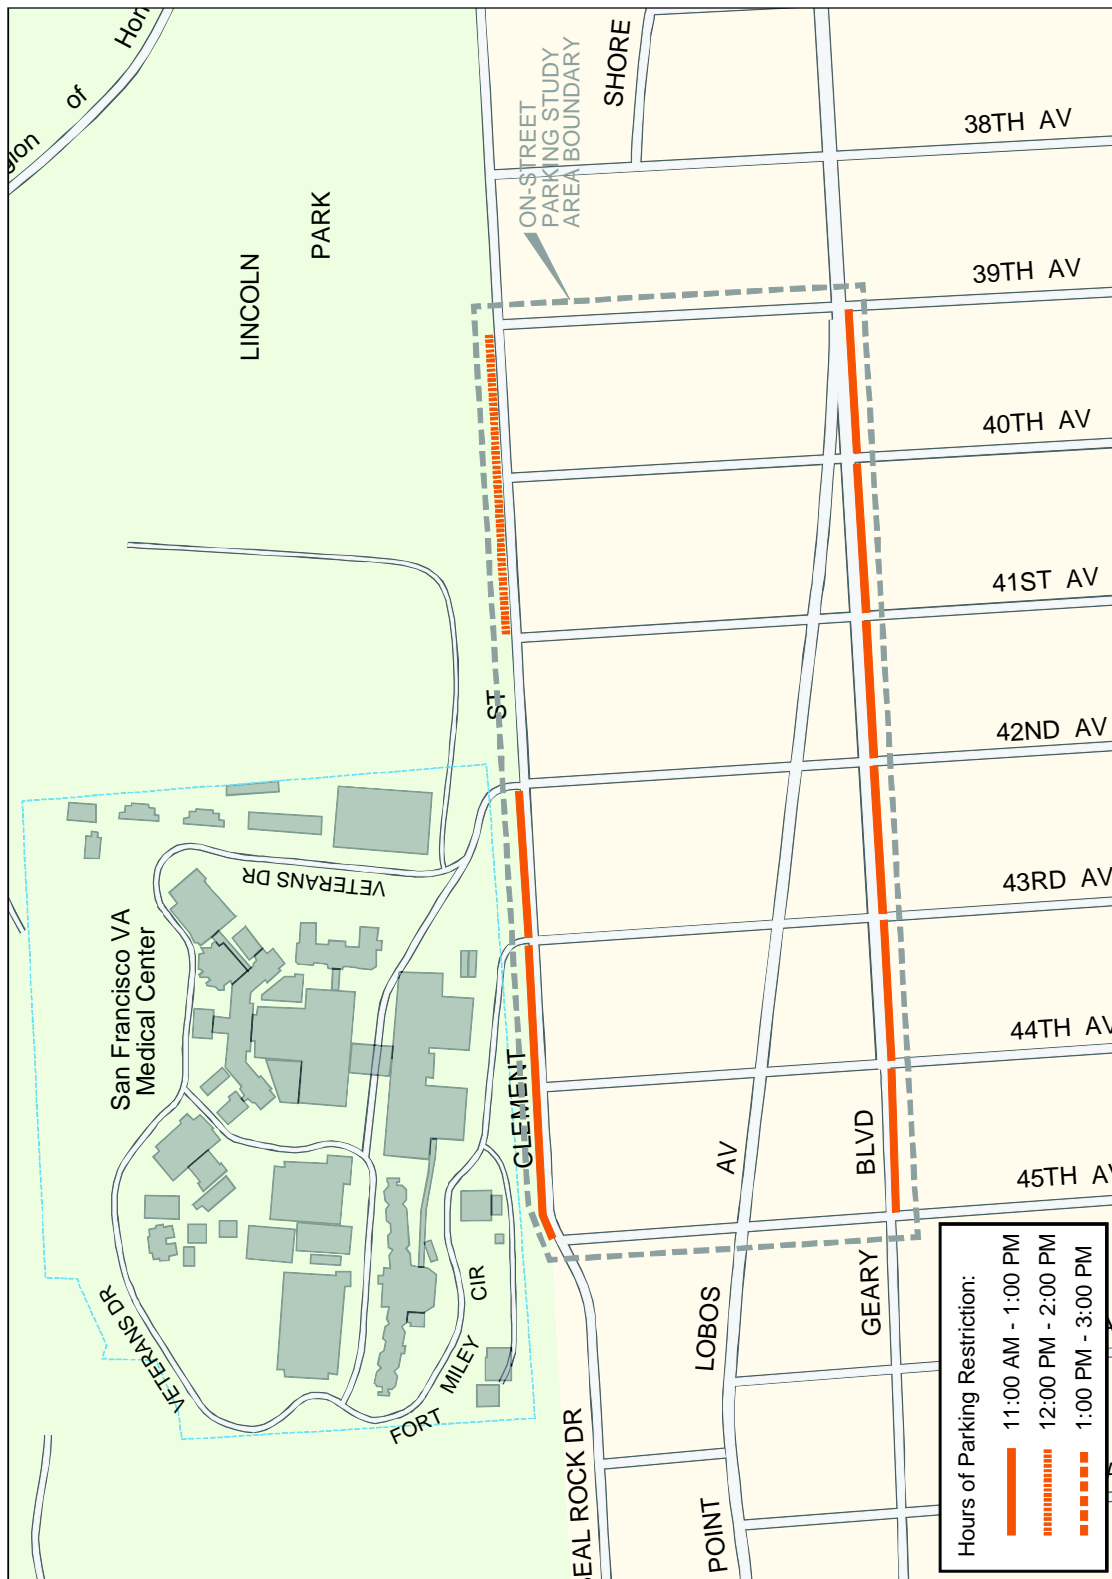 Hon
of
gion
LINCOLN
PARK
ON-STREET
PARKING STUDY
AREA BOUNDARY
SHORE
38TH AV
39TH AV
40TH AV
41ST AV
42ND AV
43RD AV
44TH AV
45TH AV
ST
CLEMENT
San Francisco VA
Medical Center
VETERANS DR
VETERANS DR
FORT
MILEY
CIR
EAL ROCK DR
POINT
LOBOS
AV
GEARY
BLVD
Hours of Parking Restriction:
11:00 AM - 1:00 PM
12:00 PM - 2:00 PM
1:00 PM - 3:00 PM